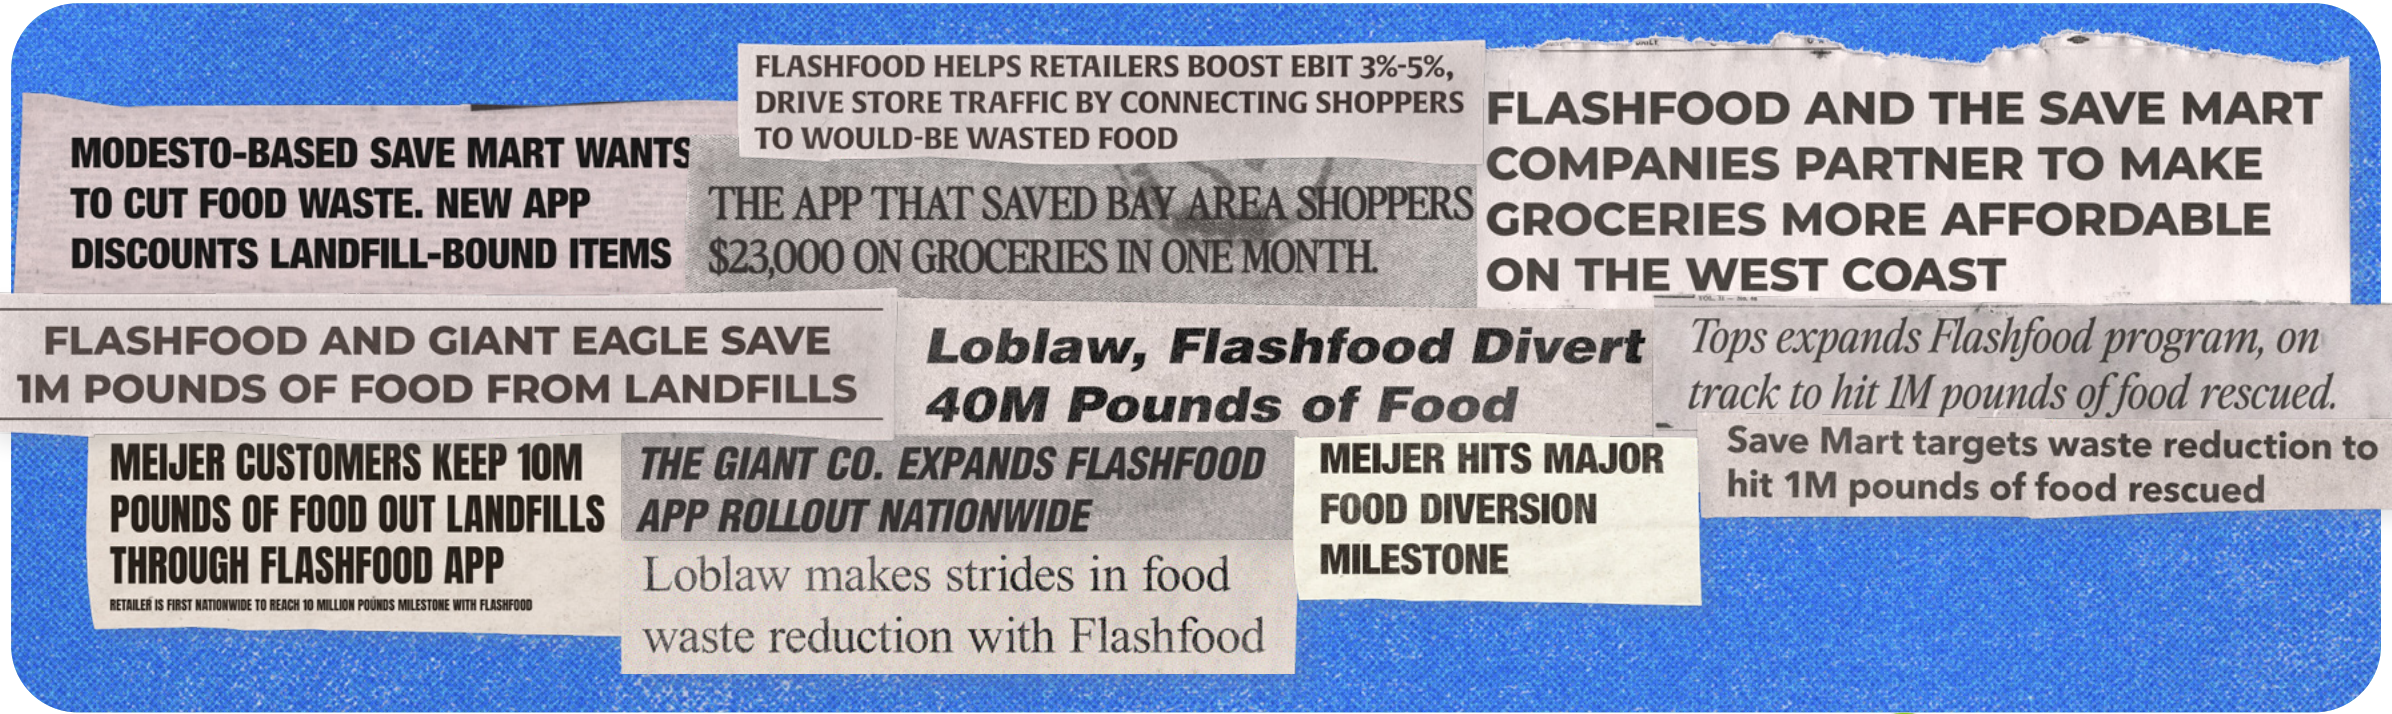 FLASHFOOD HELPS RETAILERS BOOST EBIT 3%-5%,
DRIVE STORE TRAFFIC BY CONNECTING SHOPPERS
TO WOULD-BE WASTED FOOD
MODESTO-BASED SAVE MART WANTS
TO CUT FOOD WASTE. NEW APP
DISCOUNTS LANDFILL-BOUND ITEMS
THE APP THAT SAVED BAY AREA SHOPPERS
$23,000 ON GROCERIES IN ONE MONTH.
FLASHFOOD AND THE SAVE MART
COMPANIES PARTNER TO MAKE
GROCERIES MORE AFFORDABLE
ON THE WEST COAST
FLASHFOOD AND GIANT EAGLE SAVE
1M POUNDS OF FOOD FROM LANDFILLS
Loblaw, Flashfood Divert
40M Pounds of Food
Tops expands Flashfood program, on
track to hit 1M pounds of food rescued.
Save Mart targets waste reduction to
hit 1M pounds of food rescued
MEIJER CUSTOMERS KEEP 10M
POUNDS OF FOOD OUT LANDFILLS
THROUGH FLASHFOOD APP
RETAILER IS FIRST NATIONWIDE TO REACH 10 MILLION POUNDS MILESTONE WITH FLASHFOOD
THE GIANT CO. EXPANDS FLASHFOOD
APP ROLLOUT NATIONWIDE
Loblaw makes strides in food
waste reduction with Flashfood
MEIJER HITS MAJOR
FOOD DIVERSION
MILESTONE